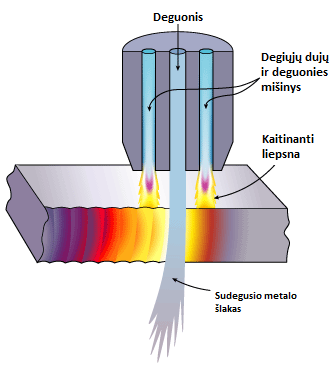 Deguonis
Degiųjų dujų
ir deguonies
mišinys
Kaitinanti
liepsna
Sudegusio metalo
šlakas